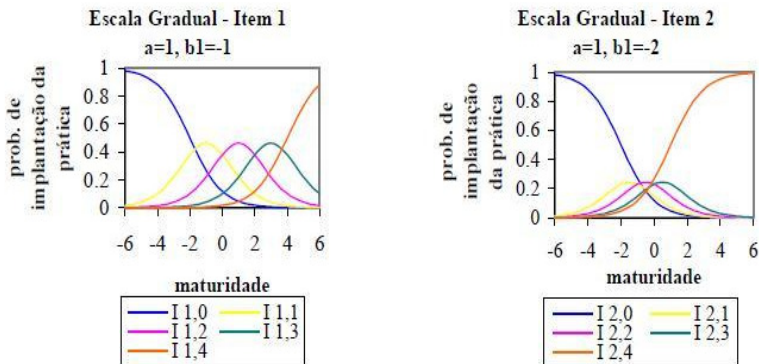 Escala Gradual - Item 1
a=1, b1=-1
prob. de
implantação da
prática
1
0.8
0.6
0.4
0.2
0
-6 -4 -2 0 2 4 6
maturidade
I 1,0 I 1,1
I 1,2 I 1,3
I 1,4
Escala Gradual - Item 2
a=1, b1=-2
prob. de
implantação
da prática
1
0.8
0.6
0.4
0.2
0
-6 -4 -2 0 2 4 6
maturidade
I 2,0 I 2,1
I 2,2 I 2,3
I 2,4